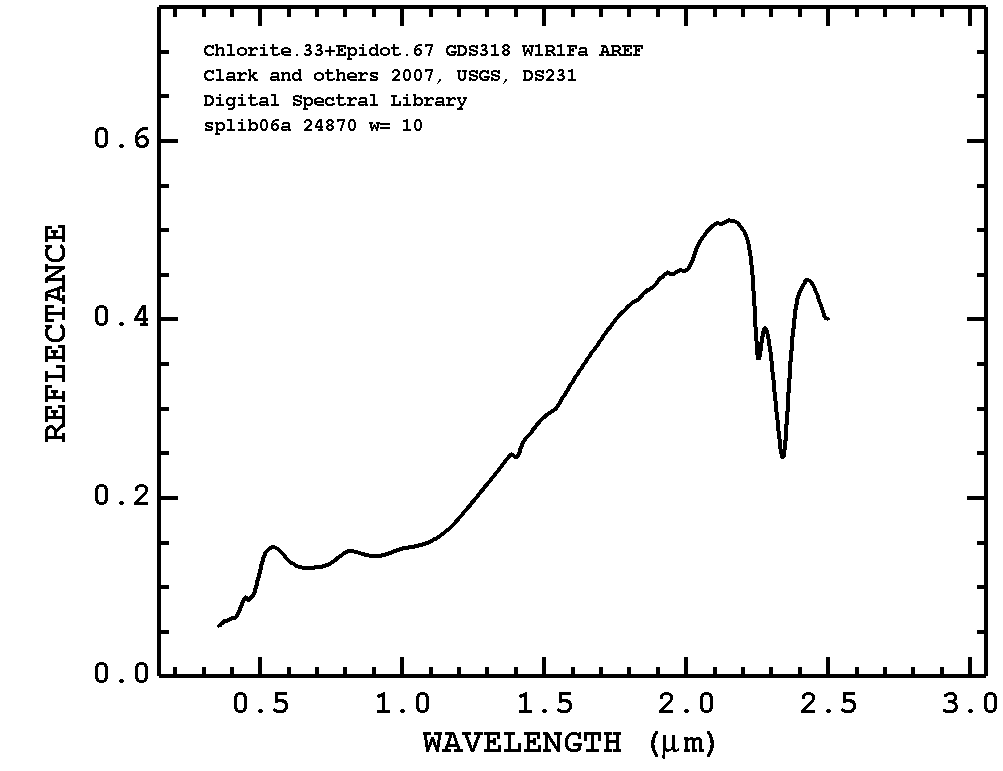 Chlorite.33+Epidot.67 GDS318 W1R1Fa AREF
Clark and others 2007, USGS, DS231
Digital Spectral Library
splib06a 24870 w= 10
0.6
0.4
0.2
0.0
REFLECTANCE
0.5 1.0 1.5 2.0 2.5 3.0
WAVELENGTH (μm)